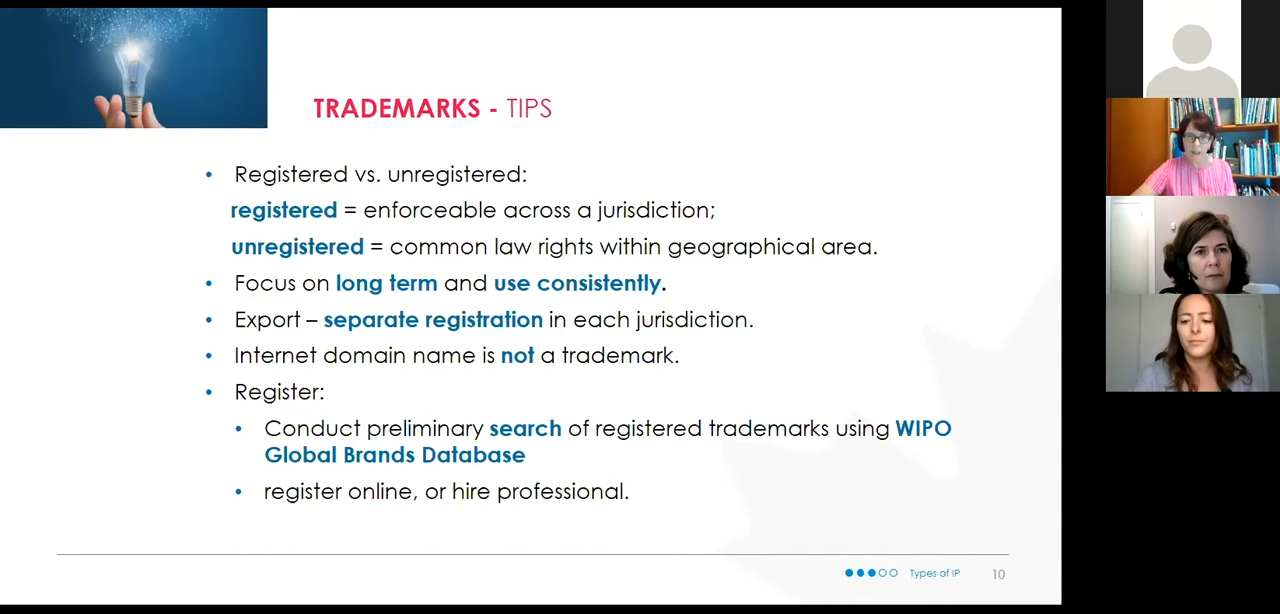 TRADEMARKS - TIPS
• Registered vs. unregistered:
registered = enforceable across a jurisdiction;
unregistered = common law rights within geographical area.
• Focus on long term and use consistently.
• Export – separate registration in each jurisdiction.
• Internet domain name is not a trademark.
• Register:
• Conduct preliminary search of registered trademarks using WIPO
Global Brands Database
• register online, or hire professional.
Types of IP 10